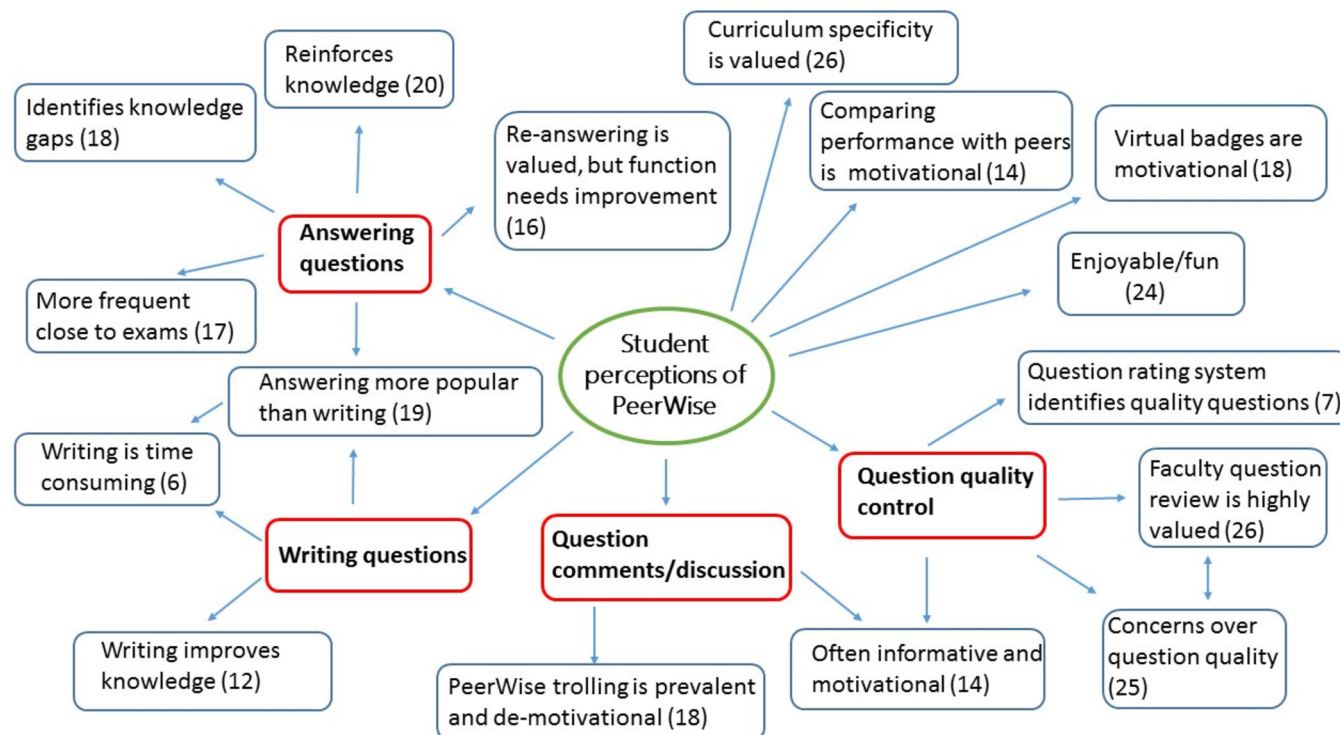 Curriculum specificity
is valued (26)
Reinforces
knowledge (20)
Identifies knowledge
gaps (18)
Re-answering is
valued, but function
needs improvement
(16)
Comparing
performance with peers
is motivational (14)
Virtual badges are
motivational (18)
Answering
questions
Enjoyable/fun
(24)
More frequent
close to exams (17)
Student
perceptions of
PeerWise
Answering more popular
than writing (19)
Question rating system
identifies quality questions (7)
Writing is time
consuming (6)
Question quality
control
Faculty question
review is highly
valued (26)
Writing questions
Question
comments/discussion
Writing improves
knowledge (12)
PeerWise trolling is prevalent
and de-motivational (18)
Often informative and
motivational (14)
Concerns over
question quality
(25)